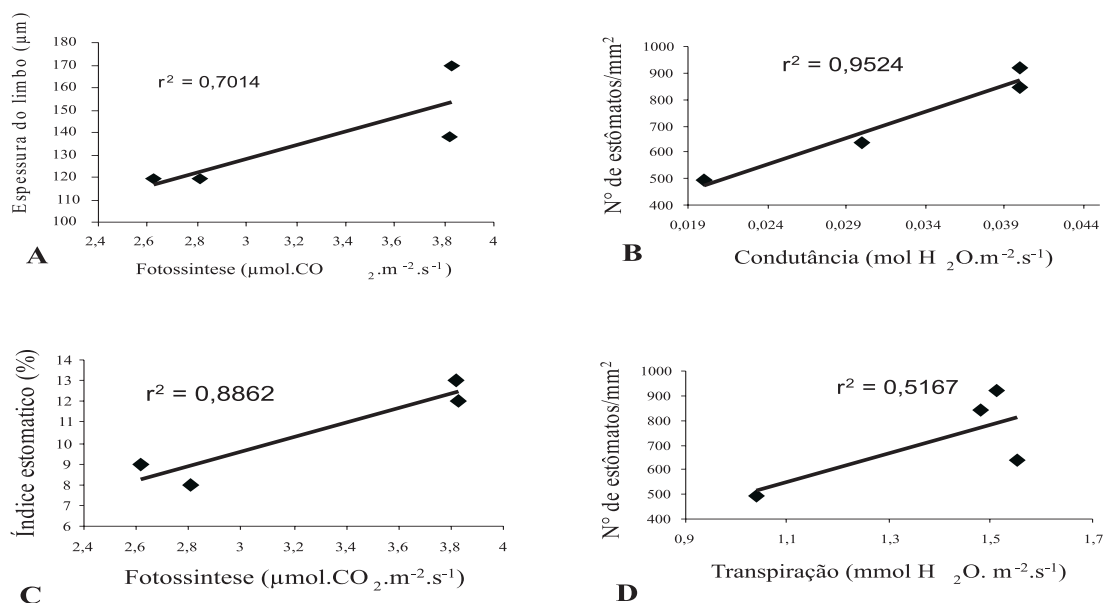 Espessura do limbo (µm)
180
170
160
150
140
130
120
110
100
r² = 0,7014
2,4 2,6 2,8 3 3,2 3,4 3,6 3,8 4
A
Fotossintese (µmol.CO ₂.m⁻².s⁻¹)
N° de estômatos/mm²
1000
900
800
700
600
500
400
r² = 0,9524
0,019 0,024 0,029 0,034 0,039 0,044
B
Condutância (mol H ₂O.m⁻².s⁻¹)
Índice estomatico (%)
14
13
12
11
10
9
8
7
6
r² = 0,8862
2,4 2,6 2,8 3 3,2 3,4 3,6 3,8 4
Fotossintese (µmol.CO₂.m⁻².s⁻¹)
C
N° de estômatos/mm²
1000
900
800
700
600
500
400
r² = 0,5167
0,9 1,1 1,3 1,5 1,7
Transpiração (mmol H ₂O. m⁻².s⁻¹)
D